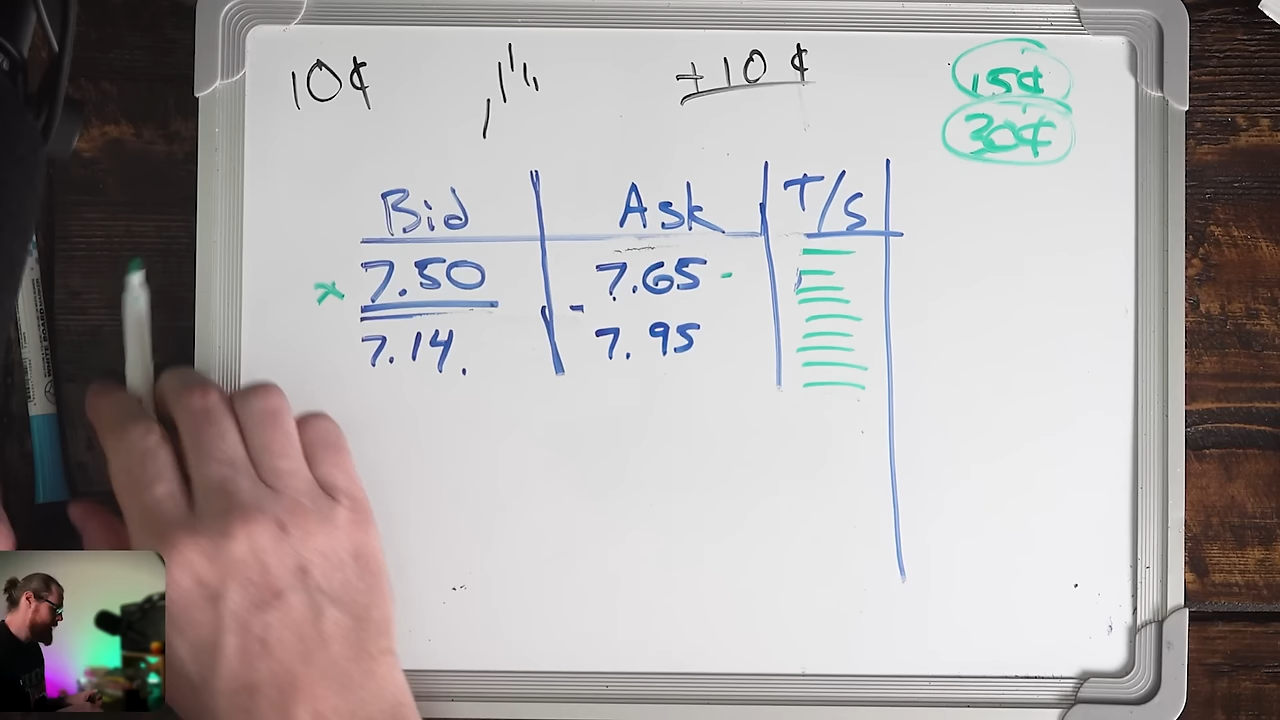 10¢ +10¢ 15¢
30¢
Bid Ask T/S
x 7.50 7.65 -
7.14. - 7.95